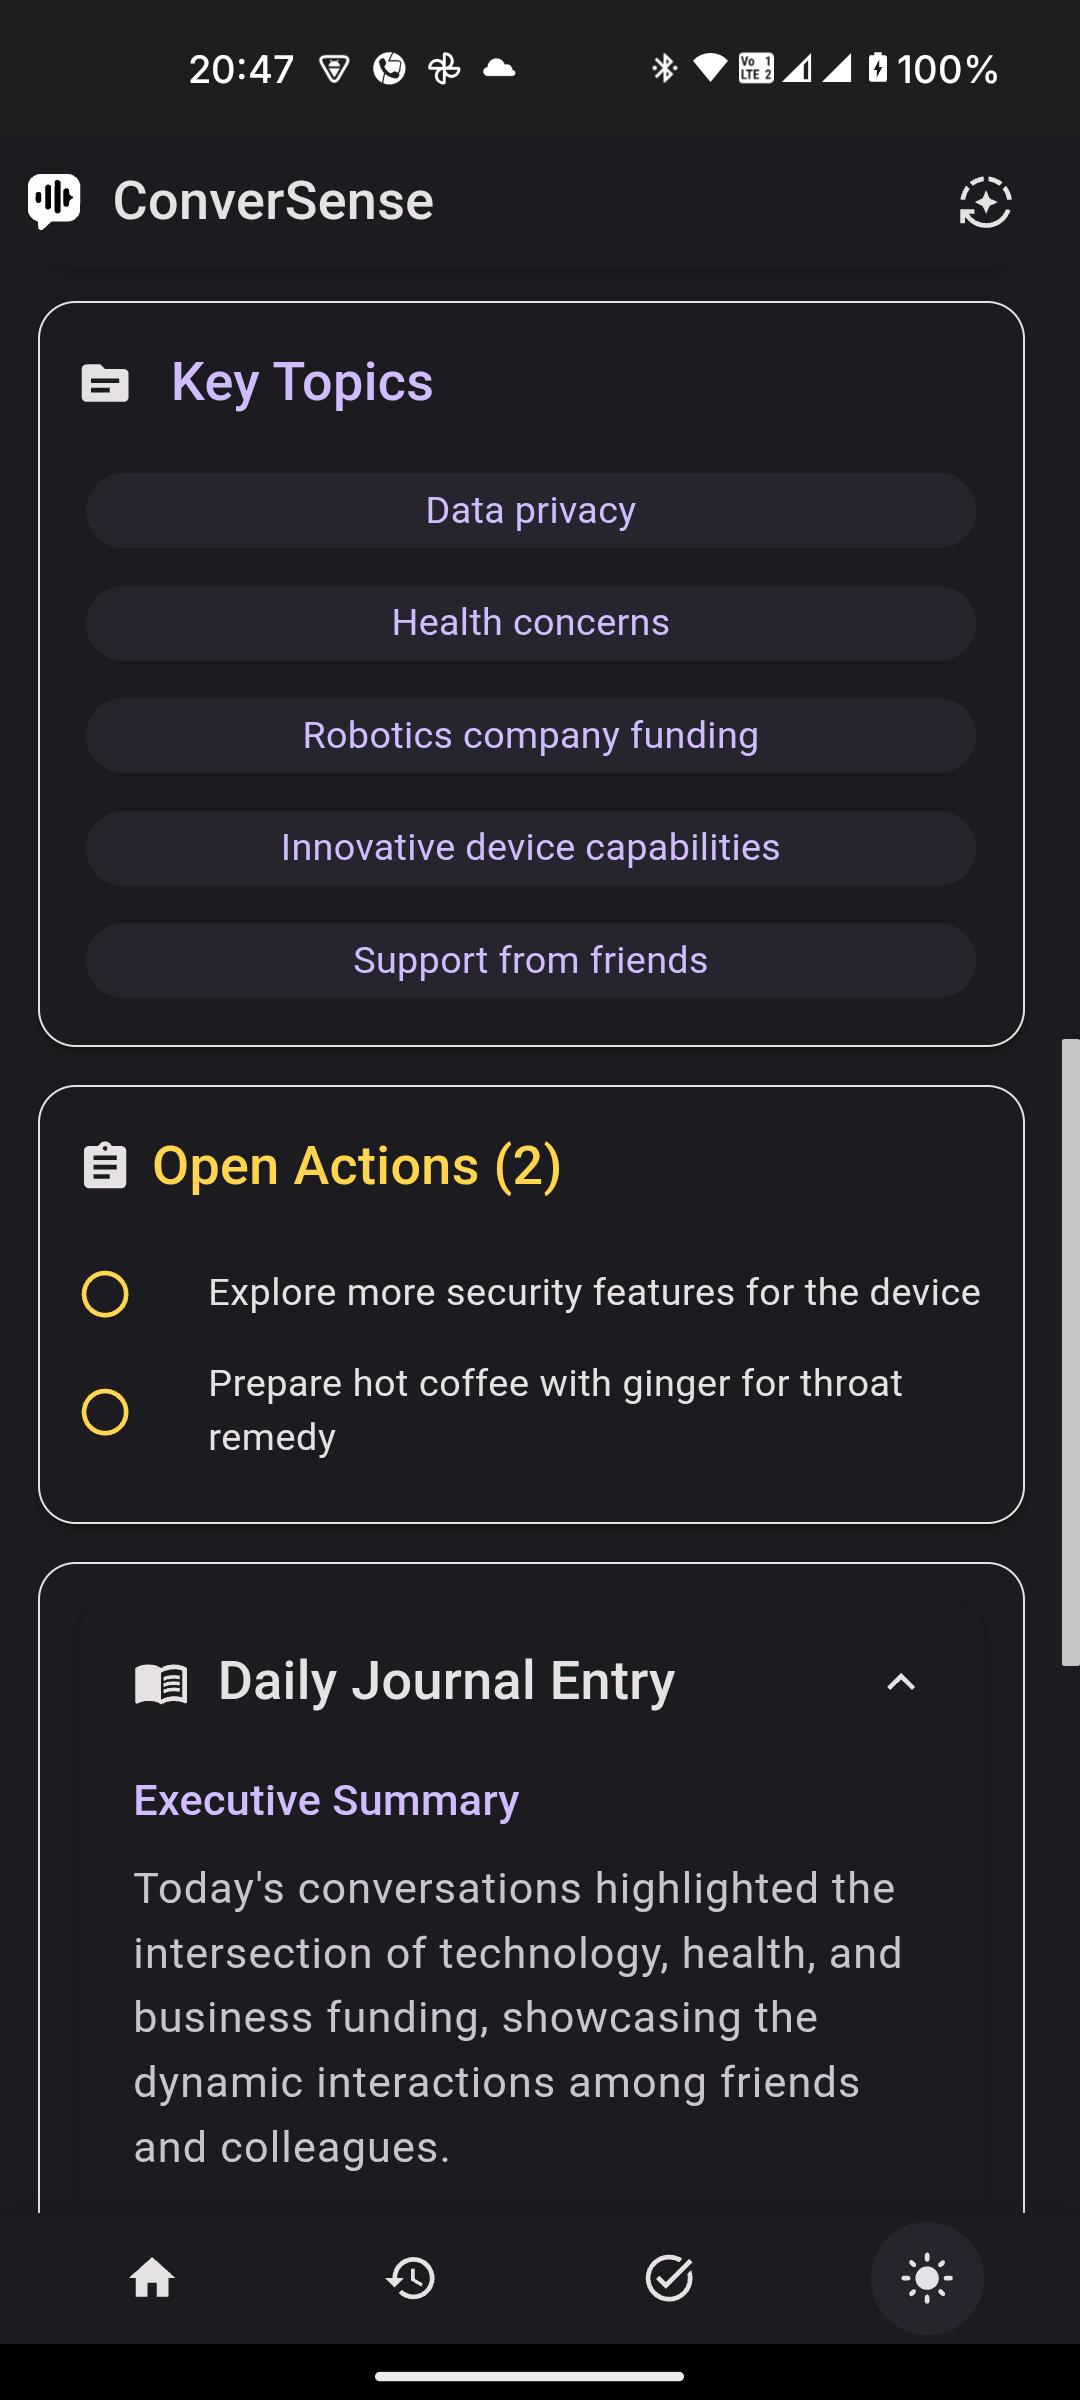 20:47
Vo 1
LTE 2
100%
ConverSense
Key Topics
Data privacy
Health concerns
Robotics company funding
Innovative device capabilities
Support from friends
Open Actions (2)
Explore more security features for the device
Prepare hot coffee with ginger for throat
remedy
Daily Journal Entry
Executive Summary
Today's conversations highlighted the
intersection of technology, health, and
business funding, showcasing the
dynamic interactions among friends
and colleagues.